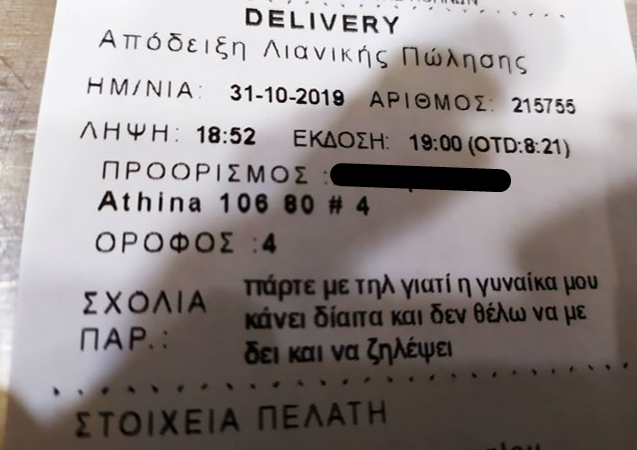 DELIVERY
Απόδειξη Λιανικής Πώλησης
ΗΜ/ΝΙΑ: 31-10-2019 ΑΡΙΘΜΟΣ: 215755
ΛΗΨΗ: 18:52 ΕΚΔΟΣΗ: 19:00 (OTD:8:21)
ΠΡΟΟΡΙΣΜΟΣ :
Athina 106 80 # 4
ΟΡΟΦΟΣ :4
ΣΧΟΛΙΑ ΠΑΡ.: πάρτε με τηλ γιατί η γυναίκα μου
κάνει δίαιτα και δεν θέλω να με
δει και να ζηλέψει
ΣΤΟΙΧΕΙΑ ΠΕΛΑΤΗ